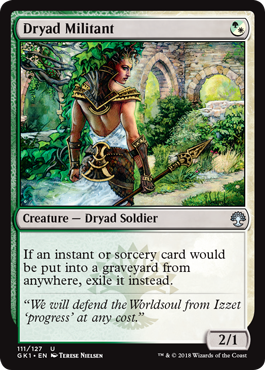 Dryad Militant
Creature — Dryad Soldier
If an instant or sorcery card would
be put into a graveyard from
anywhere, exile it instead.
“We will defend the Worldsoul from Izzet
‘progress’ at any cost.”
2/1
111/127 U
GK1 • EN Terese Nielsen
™ & © 2018 Wizards of the Coast